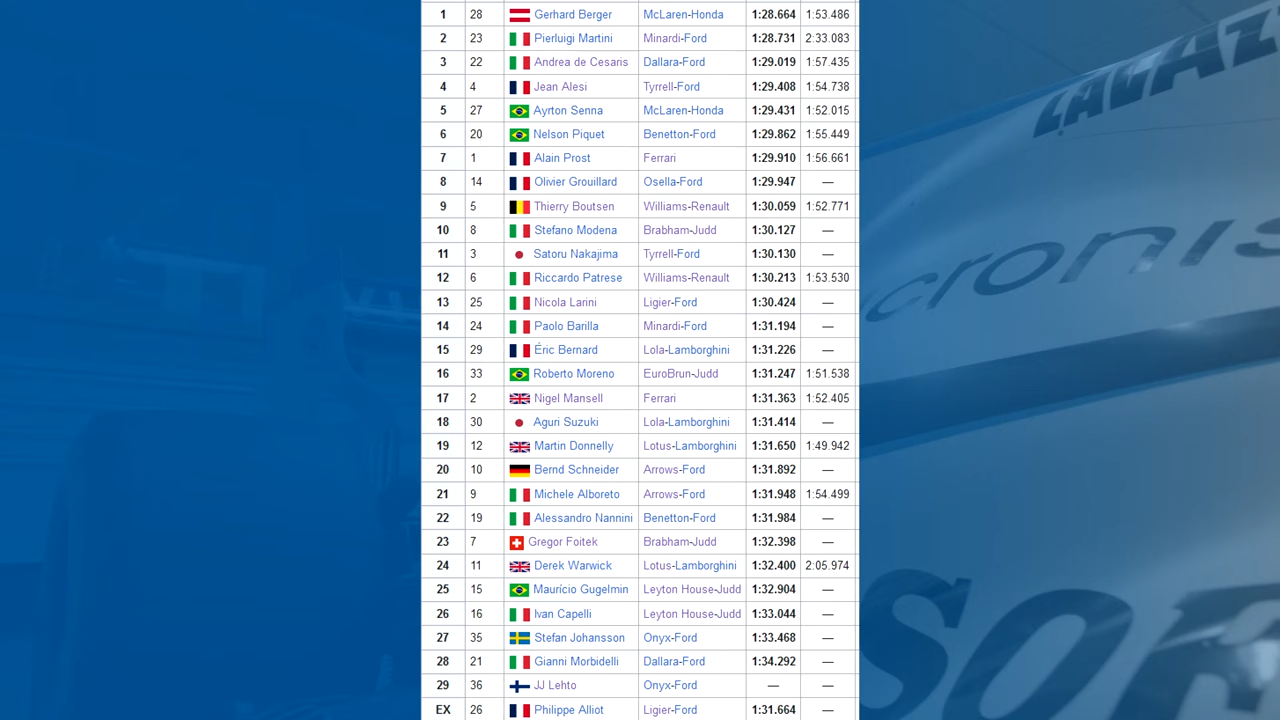 1 28 Gerhard Berger McLaren-Honda 1:28.664 1:53.486
2 23 Pierluigi Martini Minardi-Ford 1:28.731 2:33.083
3 22 Andrea de Cesaris Dallara-Ford 1:29.019 1:57.435
4 4 Jean Alesi Tyrrell-Ford 1:29.408 1:54.738
5 27 Ayrton Senna McLaren-Honda 1:29.431 1:52.015
6 20 Nelson Piquet Benetton-Ford 1:29.862 1:55.449
7 1 Alain Prost Ferrari 1:29.910 1:56.661
8 14 Olivier Grouillard Osella-Ford 1:29.947 —
9 5 Thierry Boutsen Williams-Renault 1:30.059 1:52.771
10 8 Stefano Modena Brabham-Judd 1:30.127 —
11 3 Satoru Nakajima Tyrrell-Ford 1:30.130 —
12 6 Riccardo Patrese Williams-Renault 1:30.213 1:53.530
13 25 Nicola Larini Ligier-Ford 1:30.424 —
14 24 Paolo Barilla Minardi-Ford 1:31.194 —
15 29 Éric Bernard Lola-Lamborghini 1:31.226 —
16 33 Roberto Moreno EuroBrun-Judd 1:31.247 1:51.538
17 2 Nigel Mansell Ferrari 1:31.363 1:52.405
18 30 Aguri Suzuki Lola-Lamborghini 1:31.414 —
19 12 Martin Donnelly Lotus-Lamborghini 1:31.650 1:49.942
20 10 Bernd Schneider Arrows-Ford 1:31.892 —
21 9 Michele Alboreto Arrows-Ford 1:31.948 1:54.499
22 19 Alessandro Nannini Benetton-Ford 1:31.984 —
23 7 Gregor Foitek Brabham-Judd 1:32.398 —
24 11 Derek Warwick Lotus-Lamborghini 1:32.400 2:05.974
25 15 Maurício Gugelmin Leyton House-Judd 1:32.904 —
26 16 Ivan Capelli Leyton House-Judd 1:33.044 —
27 35 Stefan Johansson Onyx-Ford 1:33.468 —
28 21 Gianni Morbidelli Dallara-Ford 1:34.292 —
29 36 JJ Lehto Onyx-Ford — —
EX 26 Philippe Alliot Ligier-Ford 1:31.664 —